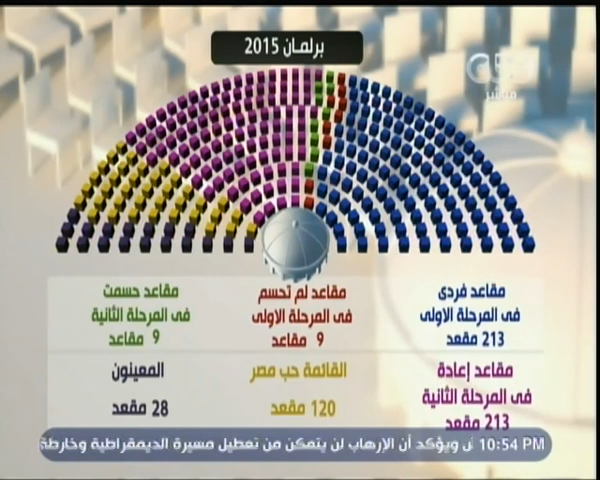 برلمان 2015
CBC
مباشر
مقاعد فردى
فى المرحلة الاولى
213 مقعد
مقاعد لم تحسم
فى المرحلة الاولى
9 مقاعد
مقاعد حسمت
فى المرحلة الثانية
9 مقاعد
مقاعد إعادة
فى المرحلة الثانية
213 مقعد
القائمة حب مصر
120 مقعد
المعينون
28 مقعد
10:54 PM ويؤكد أن الإرهاب لن يتمكن من تعطيل مسيرة الديمقراطية وخارطة